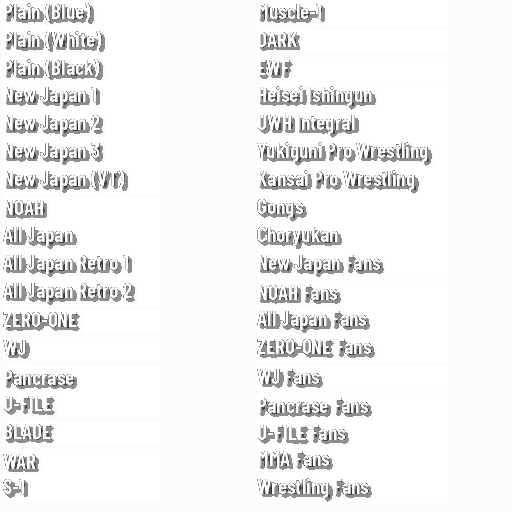 Plain (Blue)
Plain (White)
Plain (Black)
New Japan 1
New Japan 2
New Japan 3
New Japan (VT)
NOAH
All Japan
All Japan Retro 1
All Japan Retro 2
ZERO-ONE
WJ
Pancrase
U-FILE
BLADE
WAR
S-1
Muscle-1
DARK
EWF
Heisei Ishingun
UWH Integral
Yukiguni Pro Wrestling
Kansai Pro Wrestling
Gongs
Choryukan
New Japan Fans
NOAH Fans
All Japan Fans
ZERO-ONE Fans
WJ Fans
Pancrase Fans
U-FILE Fans
MMA Fans
Wrestling Fans